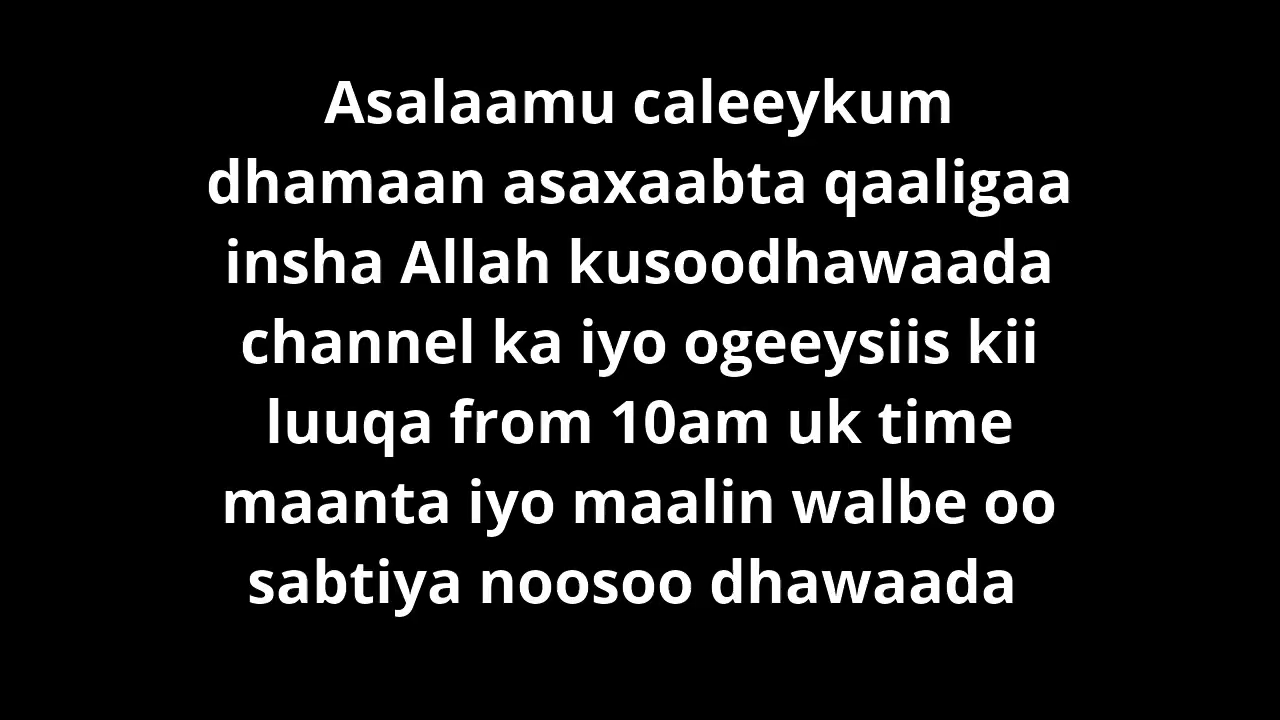 Asalaamu caleeykum
dhamaan asaxaabta qaaligaa
insha Allah kusoodhawaada
channel ka iyo ogeeysiis kii
luuqa from 10am uk time
maanta iyo maalin walbe oo
sabtiya noosoo dhawaada